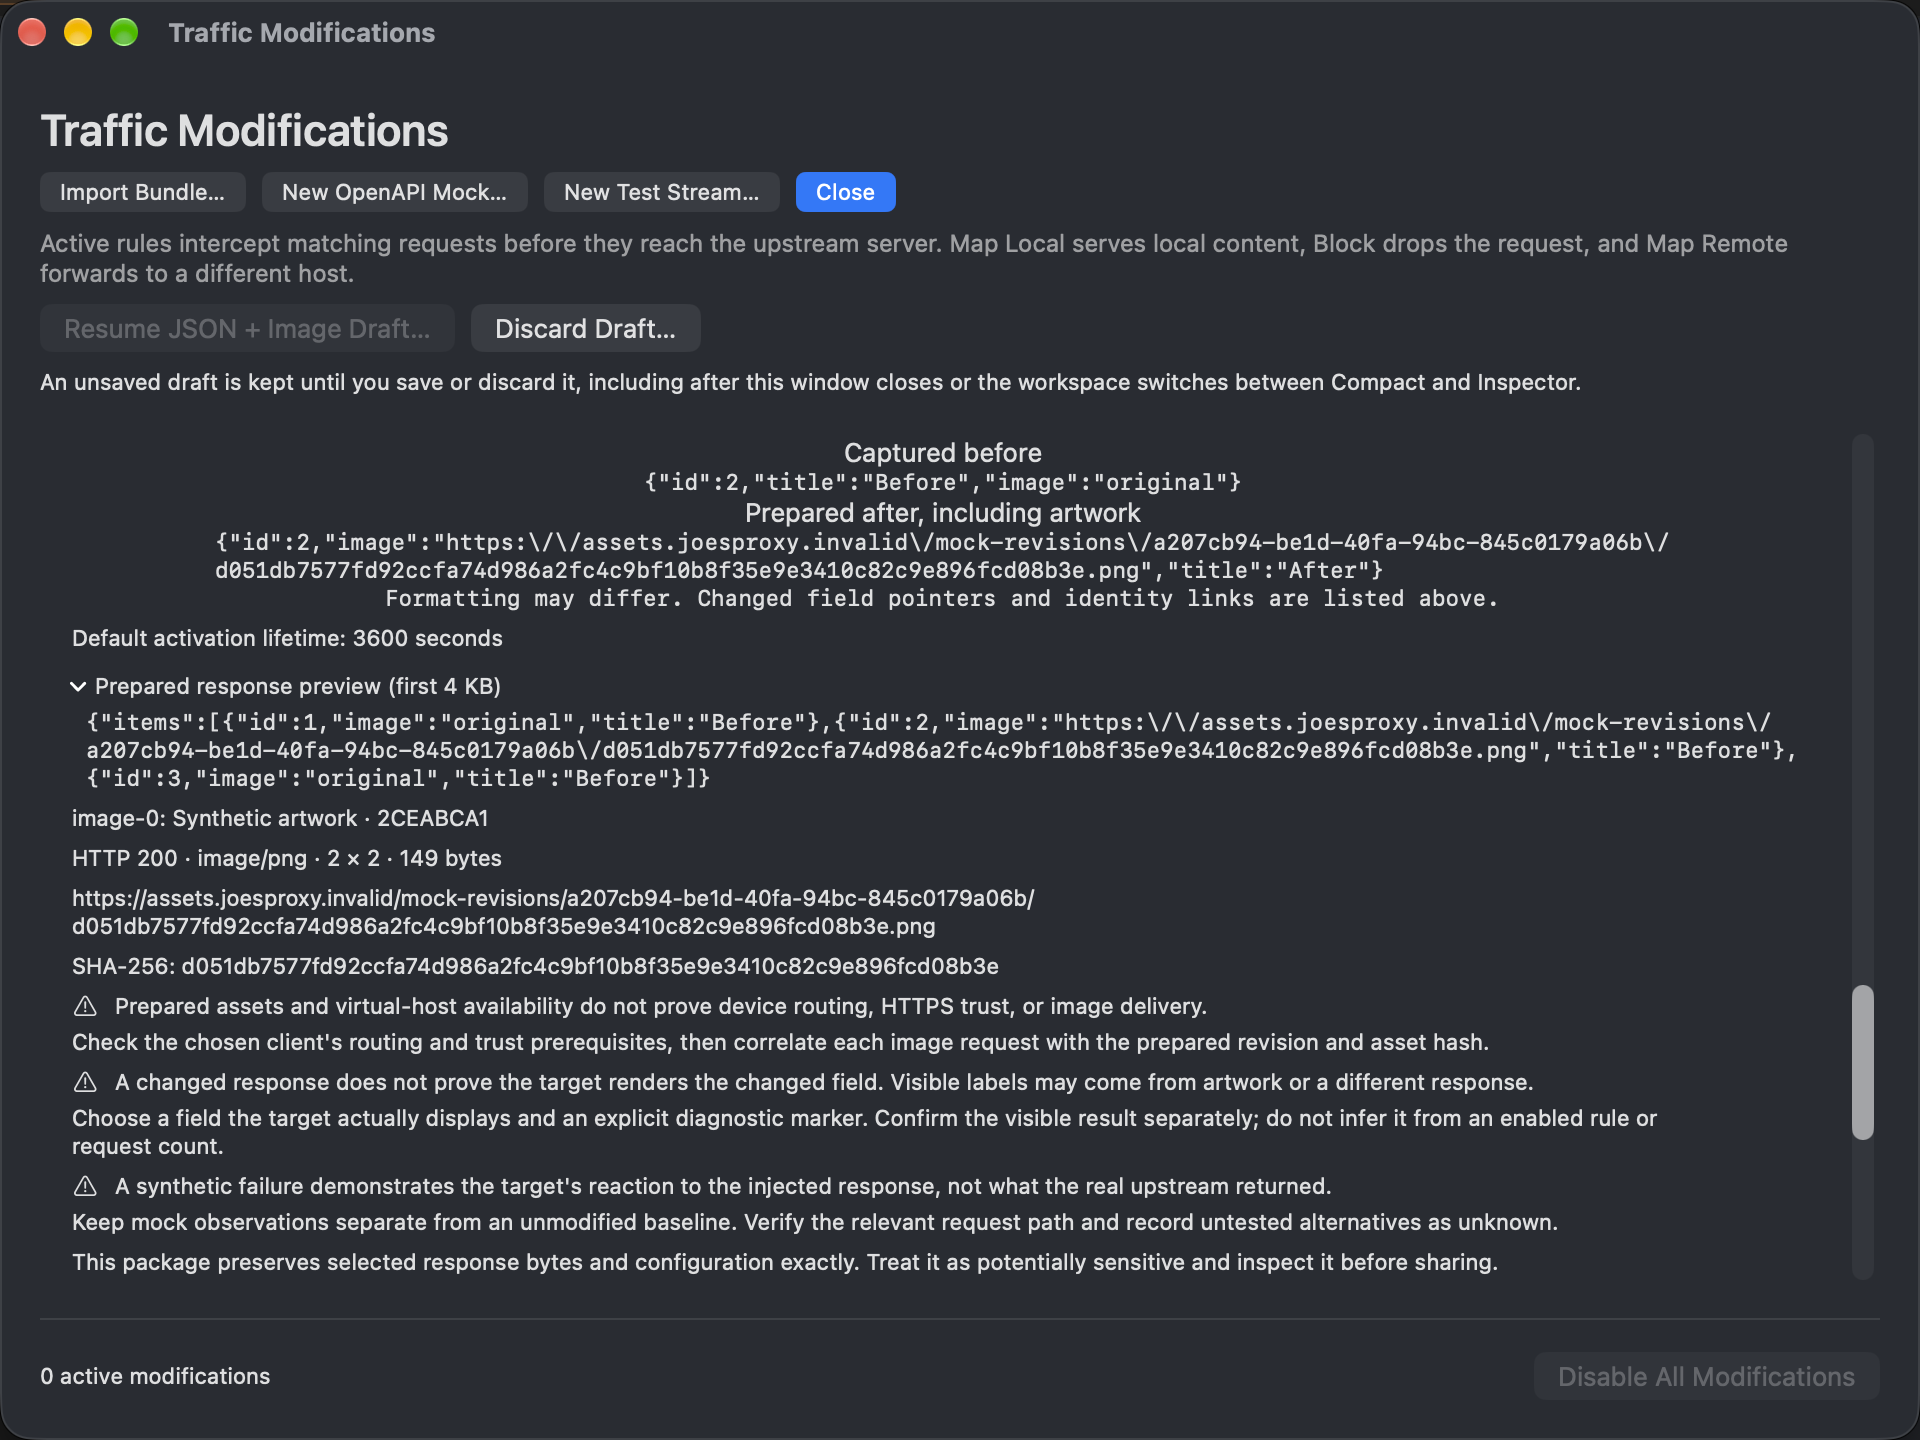 Traffic Modifications
Traffic Modifications
Import Bundle...
New OpenAPI Mock...
New Test Stream...
Close
Active rules intercept matching requests before they reach the upstream server. Map Local serves local content, Block drops the request, and Map Remote
forwards to a different host.
Resume JSON + Image Draft...
Discard Draft...
An unsaved draft is kept until you save or discard it, including after this window closes or the workspace switches between Compact and Inspector.
Captured before
{"id":2,"title":"Before","image":"original"}
Prepared after, including artwork
{"id":2,"image":"https:\/\/assets.joesproxy.invalid\/mock-revisions\/a207cb94-be1d-40fa-94bc-845c0179a06b\/
d051db7577fd92ccfa74d986a2fc4c9bf10b8f35e9e3410c82c9e896fcd08b3e.png","title":"After"}
Formatting may differ. Changed field pointers and identity links are listed above.
Default activation lifetime: 3600 seconds
Prepared response preview (first 4 KB)
{"items":[{"id":1,"image":"original","title":"Before"},{"id":2,"image":"https:\/\/assets.joesproxy.invalid\/mock-revisions\/
a207cb94-be1d-40fa-94bc-845c0179a06b\/d051db7577fd92ccfa74d986a2fc4c9bf10b8f35e9e3410c82c9e896fcd08b3e.png","title":"Before"},
{"id":3,"image":"original","title":"Before"}]}
image-0: Synthetic artwork · 2CEABCA1
HTTP 200 · image/png · 2 × 2 · 149 bytes
https://assets.joesproxy.invalid/mock-revisions/a207cb94-be1d-40fa-94bc-845c0179a06b/
d051db7577fd92ccfa74d986a2fc4c9bf10b8f35e9e3410c82c9e896fcd08b3e.png
SHA-256: d051db7577fd92ccfa74d986a2fc4c9bf10b8f35e9e3410c82c9e896fcd08b3e
Prepared assets and virtual-host availability do not prove device routing, HTTPS trust, or image delivery.
Check the chosen client's routing and trust prerequisites, then correlate each image request with the prepared revision and asset hash.
A changed response does not prove the target renders the changed field. Visible labels may come from artwork or a different response.
Choose a field the target actually displays and an explicit diagnostic marker. Confirm the visible result separately; do not infer it from an enabled rule or
request count.
A synthetic failure demonstrates the target's reaction to the injected response, not what the real upstream returned.
Keep mock observations separate from an unmodified baseline. Verify the relevant request path and record untested alternatives as unknown.
This package preserves selected response bytes and configuration exactly. Treat it as potentially sensitive and inspect it before sharing.
0 active modifications
Disable All Modifications